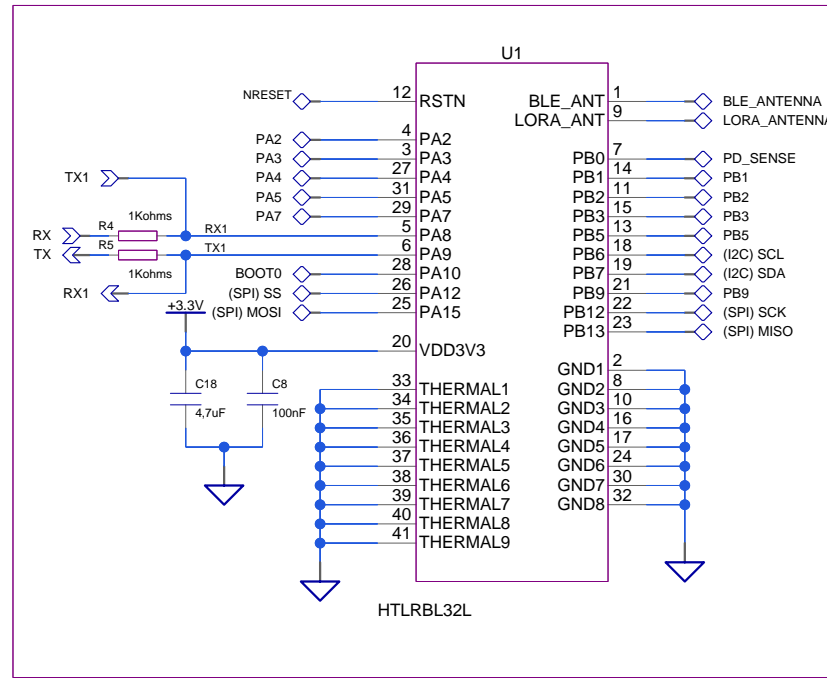 U1
NRESET 12 RSTN BLE_ANT 1 BLE_ANTENNA
LORA_ANT 9 LORA_ANTENNA
PA2 4 PA2
PA3 3 PA3 PB0 7 PD_SENSE
TX1 PA4 27 PA4 PB1 14 PB1
PA5 31 PA5 PB2 11 PB2
PA7 29 PA7 PB3 15 PB3
1Kohms
RX R4 RX1 5 PA8 PB5 13 PB5
TX R5 TX1 6 PA9 PB6 18 (I2C) SCL
1Kohms
BOOT0 28 PA10 PB7 19 (I2C) SDA
RX1 (SPI) SS 26 PA12 PB9 21 PB9
+3.3V
(SPI) MOSI 25 PA15 PB12 22 (SPI) SCK
PB13 23 (SPI) MISO
20 VDD3V3
GND1 2
C18 C8 33 THERMAL1 GND2 8
4,7uF 100nF 34 THERMAL2 GND3 10
35 THERMAL3 GND4 16
36 THERMAL4 GND5 17
37 THERMAL5 GND6 24
38 THERMAL6 GND7 30
39 THERMAL7 GND8 32
40 THERMAL8
41 THERMAL9
HTLRBL32L